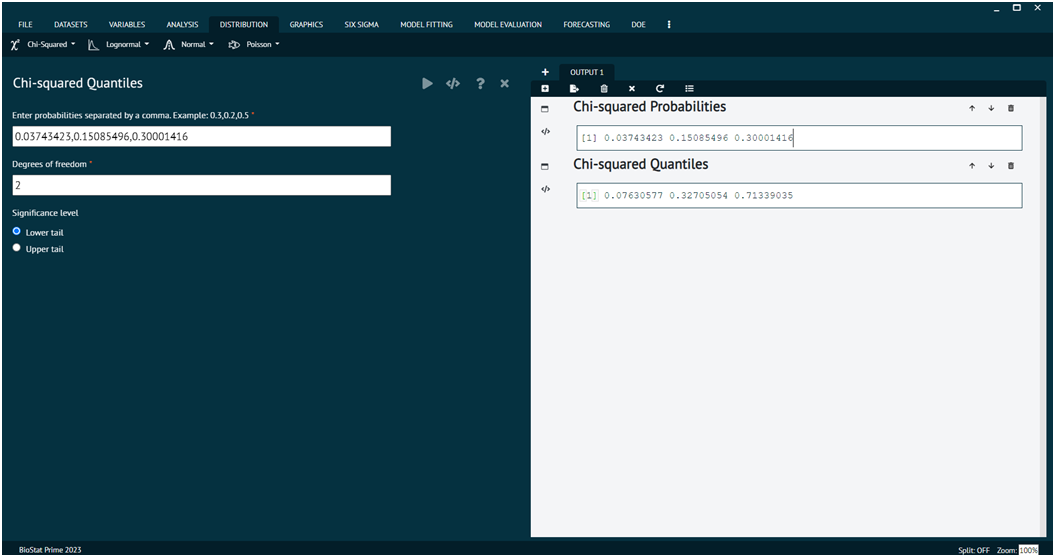 FILE DATASETS VARIABLES ANALYSIS DISTRIBUTION GRAPHICS SIX SIGMA MODEL FITTING MODEL EVALUATION FORECASTING DOE
χ² Chi-Squared Lognormal Normal Poisson
Chi-squared Quantiles
Enter probabilities separated by a comma. Example: 0.3,0.2,0.5 *
0.03743423,0.15085496,0.30001416
Degrees of freedom *
2
Significance level
Lower tail
Upper tail
OUTPUT 1
Chi-squared Probabilities
[1] 0.03743423 0.15085496 0.30001416
Chi-squared Quantiles
[1] 0.07630577 0.32705054 0.71339035
BioStat Prime 2023
Split: OFF Zoom: 100%